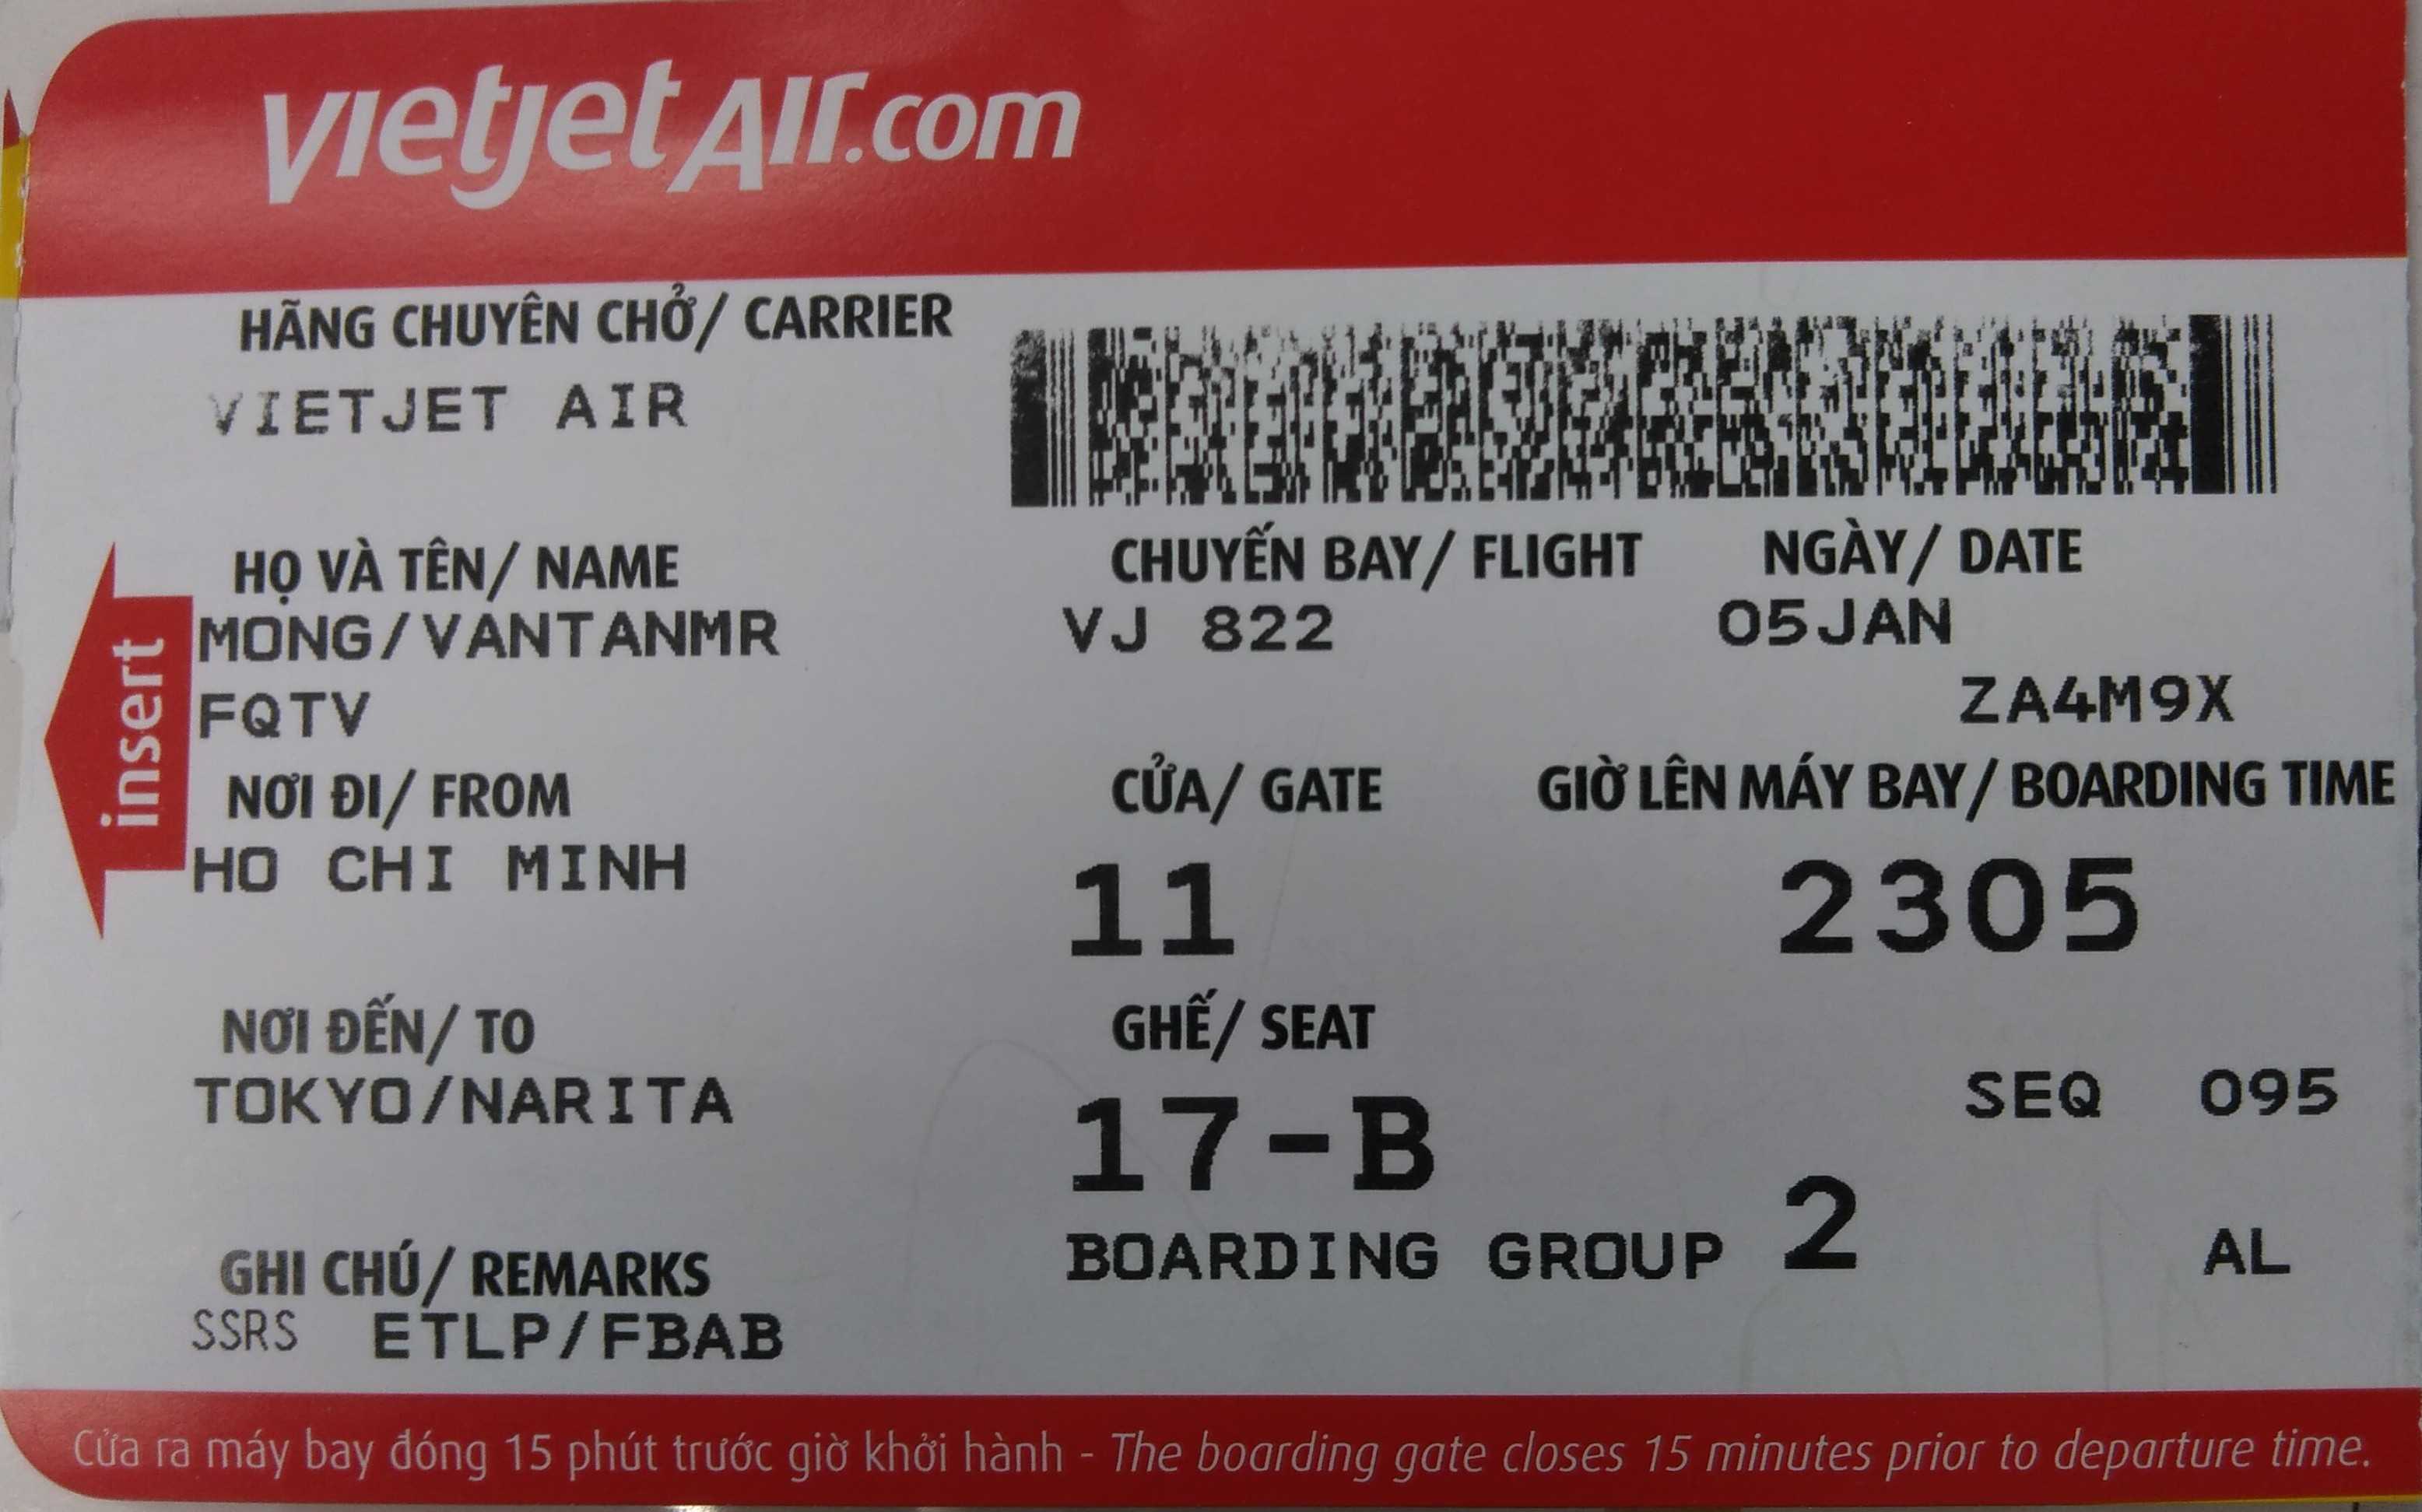 vietjetAir.com
HÃNG CHUYÊN CHỞ/ CARRIER
VIETJET AIR
HỌ VÀ TÊN/ NAME
CHUYẾN BAY/ FLIGHT
NGÀY/ DATE
MONG/VANTANMR
VJ 822
05JAN
FQTV
ZA4M9X
insert
NƠI ĐI/ FROM
CỬA/ GATE
GIỜ LÊN MÁY BAY/ BOARDING TIME
HO CHI MINH
11
2305
NƠI ĐẾN/ TO
GHẾ/ SEAT
TOKYO/NARITA
17-B
SEQ 095
BOARDING GROUP 2
AL
GHI CHÚ/ REMARKS
SSRS ETLP/FBAB
Cửa ra máy bay đóng 15 phút trước giờ khởi hành - The boarding gate closes 15 minutes prior to departure time.